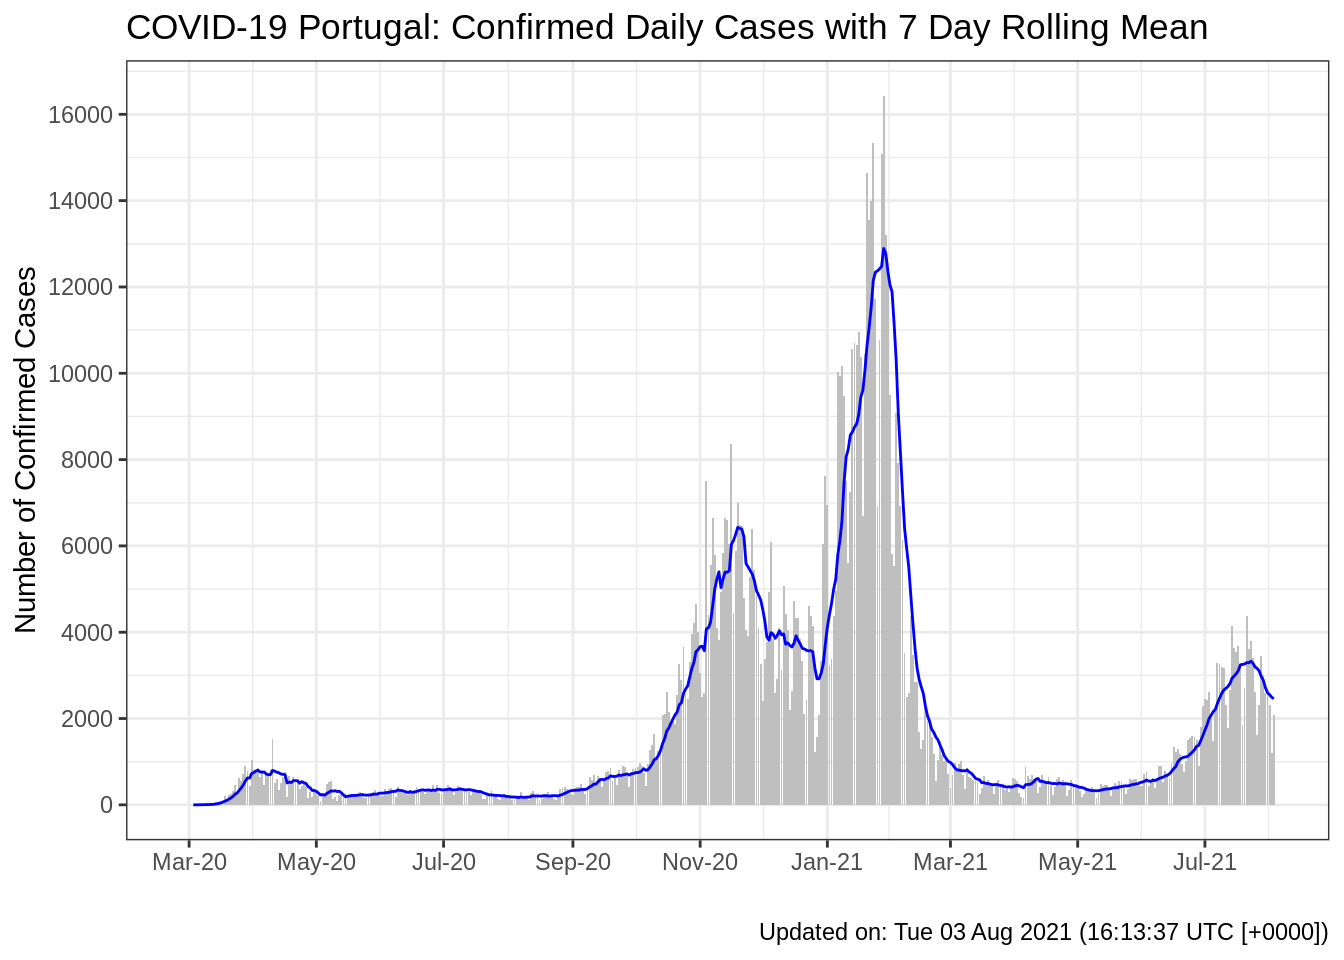 COVID-19 Portugal: Confirmed Daily Cases with 7 Day Rolling Mean
Number of Confirmed Cases
16000
14000
12000
10000
8000
6000
4000
2000
0
Mar-20 May-20 Jul-20 Sep-20 Nov-20 Jan-21 Mar-21 May-21 Jul-21
Updated on: Tue 03 Aug 2021 (16:13:37 UTC [+0000])